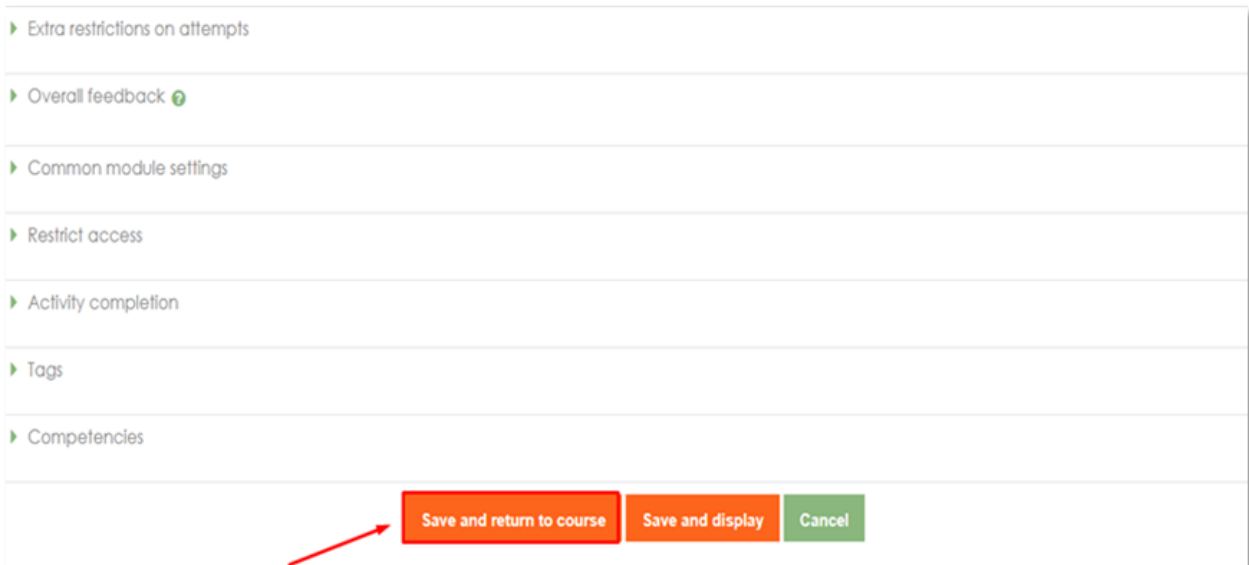 Extra restrictions on attempts
Overall feedback
Common module settings
Restrict access
Activity completion
Tags
Competencies
Save and return to course Save and display Cancel